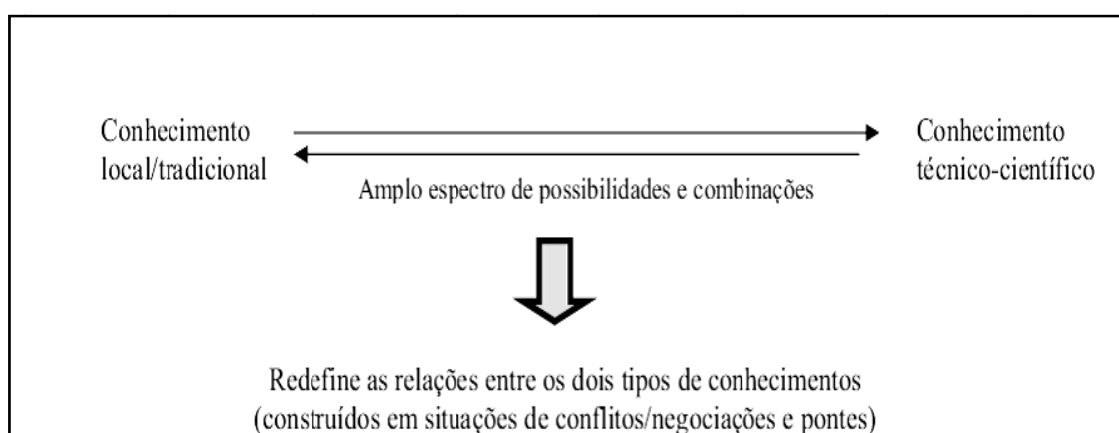 Conhecimento
local/tradicional
Conhecimento
técnico-científico
Amplo espectro de possibilidades e combinações
Redefine as relações entre os dois tipos de conhecimentos
(construídos em situações de conflitos/negociações e pontes)